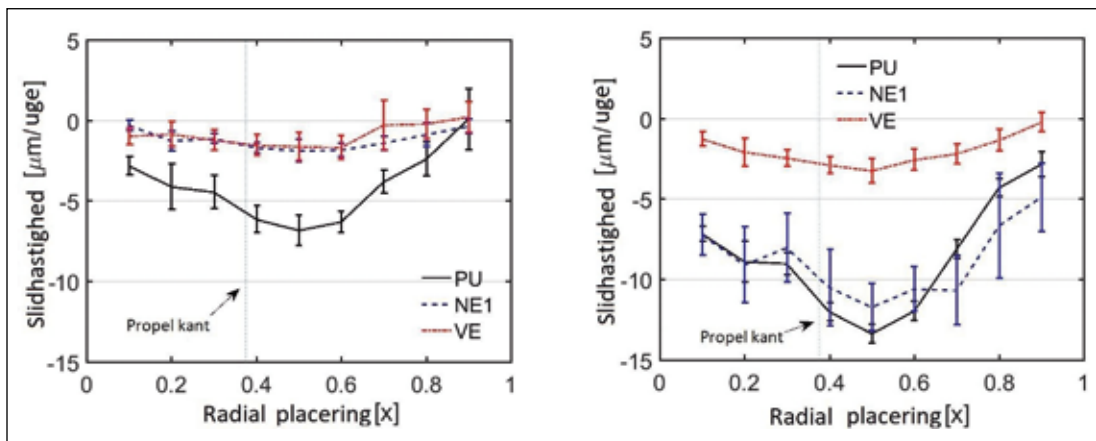 Slidhastighed [μm/uge]
5
0
-5
-10
-15
Propel kant
PU
NE1
VE
0
0.2
0.4
0.6
0.8
1
Radial placering[x]
Slidhastighed [μm/uge]
5
0
-5
-10
-15
PU
NE1
VE
Propel kant
0
0.2
0.4
0.6
0.8
1
Radial placering[x]